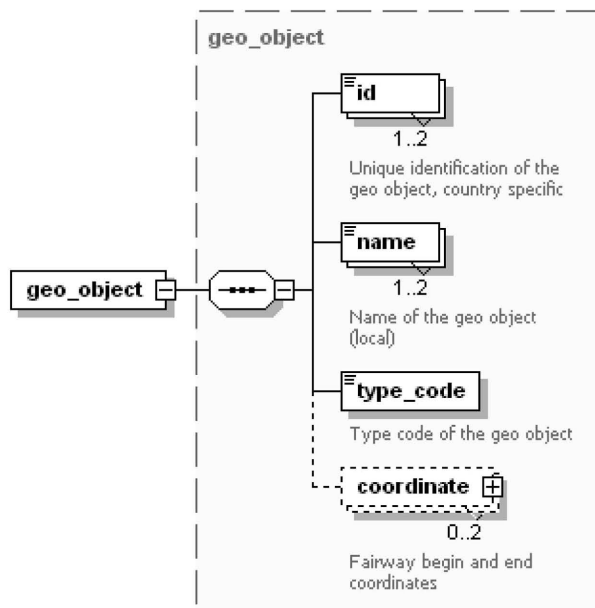 geo_object
id
1..2
Unique identification of the
geo object, country specific
name
1..2
geo_object
Name of the geo object
(local)
type_code
Type code of the geo object
coordinate
0..2
Fairway begin and end
coordinates